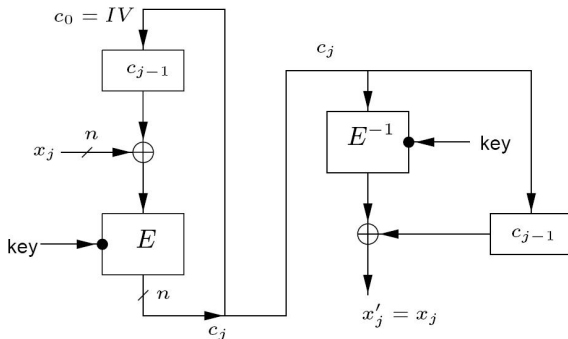 c₀ = IV
c_{j−1}
n
x_j
key
E
n
c_j
c_j
E⁻¹
key
c_{j−1}
x′_j = x_j